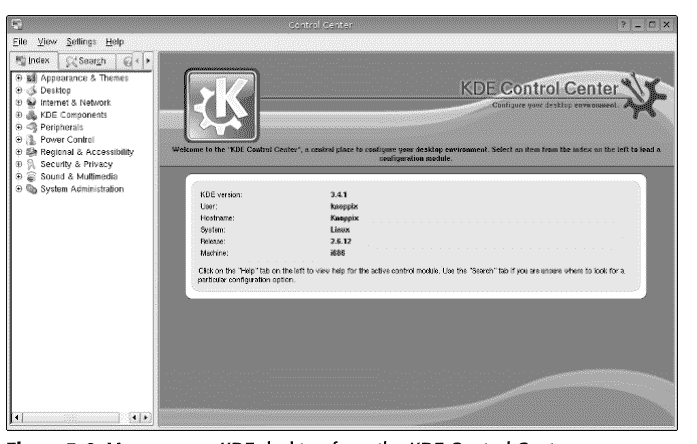 Control Center
File View Settings Help
Index Search
Appearance & Themes
Desktop
Internet & Network
KDE Components
Peripherals
Power Control
Regional & Accessibility
Security & Privacy
Sound & Multimedia
System Administration
KDE Control Center
Configure your desktop environment.
Welcome to the "KDE Control Center", a central place to configure your desktop environment. Select an item from the index on the left to load a
configuration module.
KDE version: 3.4.1
User: knoppix
Hostname: Knoppix
System: Linux
Release: 2.6.12
Machine: i686
Click on the "Help" tab on the left to view help for the active control module. Use the "Search" tab if you are unsure where to look for a
particular configuration option.
KDE desktop from the KDE Control Center